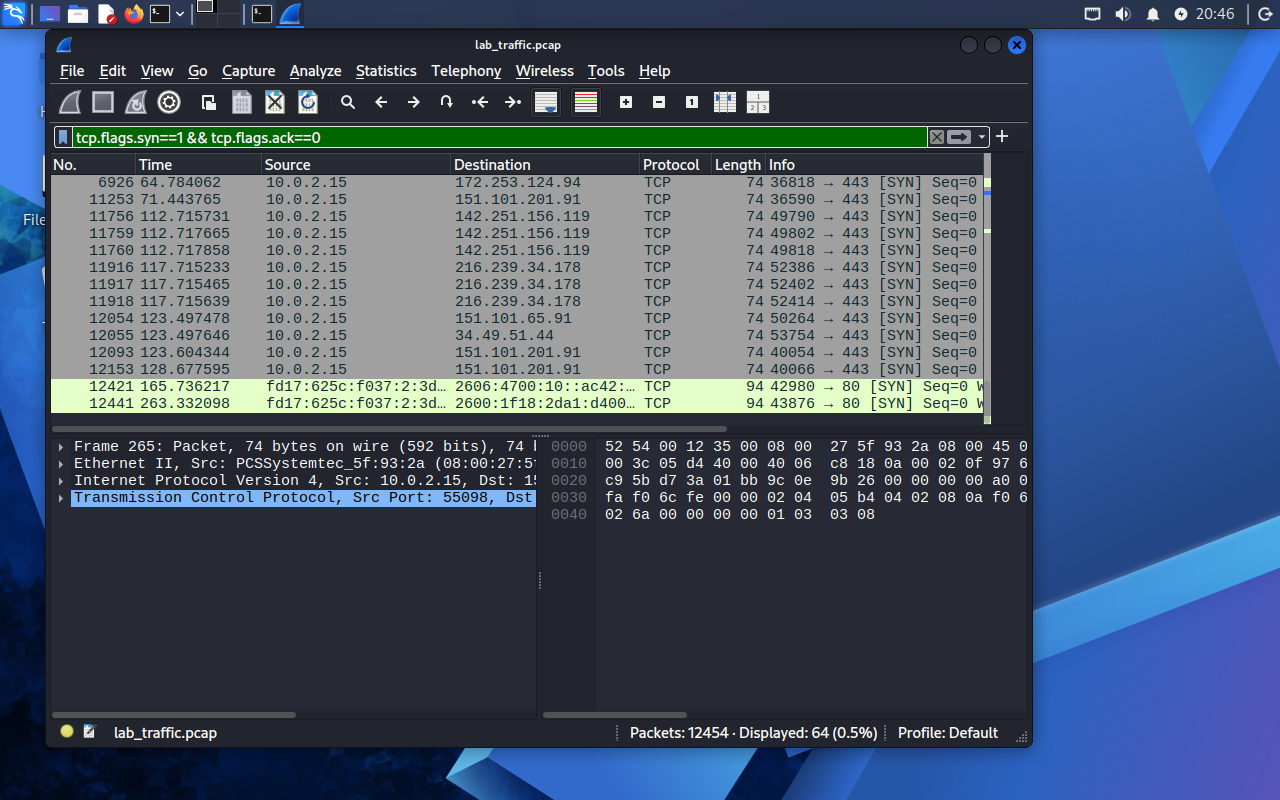 20:46
lab_traffic.pcap
File Edit View Go Capture Analyze Statistics Telephony Wireless Tools Help
tcp.flags.syn==1 && tcp.flags.ack==0
No. Time Source Destination Protocol Length Info
6926 64.784062 10.0.2.15 172.253.124.94 TCP 74 36818 → 443 [SYN] Seq=0
11253 71.443765 10.0.2.15 151.101.201.91 TCP 74 36590 → 443 [SYN] Seq=0
11756 112.715731 10.0.2.15 142.251.156.119 TCP 74 49790 → 443 [SYN] Seq=0
11759 112.717665 10.0.2.15 142.251.156.119 TCP 74 49802 → 443 [SYN] Seq=0
11760 112.717858 10.0.2.15 142.251.156.119 TCP 74 49818 → 443 [SYN] Seq=0
11916 117.715233 10.0.2.15 216.239.34.178 TCP 74 52386 → 443 [SYN] Seq=0
11917 117.715465 10.0.2.15 216.239.34.178 TCP 74 52402 → 443 [SYN] Seq=0
11918 117.715639 10.0.2.15 216.239.34.178 TCP 74 52414 → 443 [SYN] Seq=0
12054 123.497478 10.0.2.15 151.101.65.91 TCP 74 50264 → 443 [SYN] Seq=0
12055 123.497646 10.0.2.15 34.49.51.44 TCP 74 53754 → 443 [SYN] Seq=0
12093 123.604344 10.0.2.15 151.101.201.91 TCP 74 40054 → 443 [SYN] Seq=0
12153 128.677595 10.0.2.15 151.101.201.91 TCP 74 40066 → 443 [SYN] Seq=0
12421 165.736217 fd17:625c:f037:2:3d… 2606:4700:10::ac42:… TCP 94 42980 → 80 [SYN] Seq=0 W
12441 263.332098 fd17:625c:f037:2:3d… 2600:1f18:2da1:d400… TCP 94 43876 → 80 [SYN] Seq=0 W
File
Frame 265: Packet, 74 bytes on wire (592 bits), 74 b
Ethernet II, Src: PCSSystemtec_5f:93:2a (08:00:27:5f
Internet Protocol Version 4, Src: 10.0.2.15, Dst: 15
Transmission Control Protocol, Src Port: 55098, Dst
0000 52 54 00 12 35 00 08 00 27 5f 93 2a 08 00 45 0
0010 00 3c 05 d4 40 00 40 06 c8 18 0a 00 02 0f 97 6
0020 c9 5b d7 3a 01 bb 9c 0e 9b 26 00 00 00 00 a0 0
0030 fa f0 6c fe 00 00 02 04 05 b4 04 02 08 0a f0 6
0040 02 6a 00 00 00 00 01 03 03 08
lab_traffic.pcap
Packets: 12454 · Displayed: 64 (0.5%)
Profile: Default